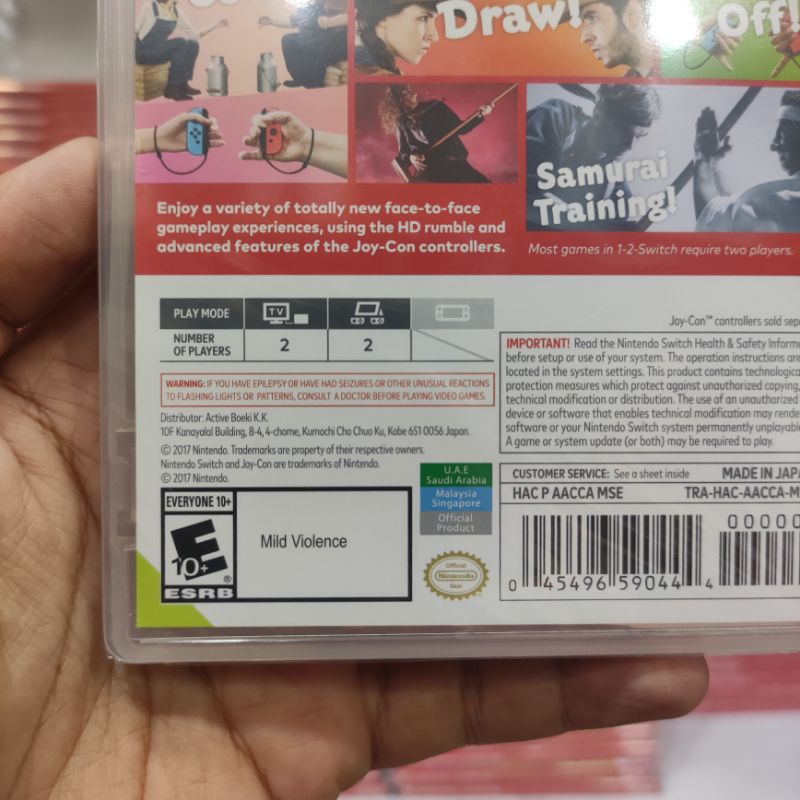 Draw!
Off!
Samurai
Training!
Enjoy a variety of totally new face-to-face
gameplay experiences, using the HD rumble and
advanced features of the Joy-Con controllers.
Most games in 1-2-Switch require two players.
PLAY MODE
TV
NUMBER
OF PLAYERS
2
2
Joy-Con™ controllers sold
WARNING: IF YOU HAVE EPILEPSY OR HAVE HAD SEIZURES OR OTHER UNUSUAL REACTIONS
TO FLASHING LIGHTS OR PATTERNS, CONSULT A DOCTOR BEFORE PLAYING VIDEO GAMES.
Distributor: Active Boeki K.K.
10F Kanayalal Building, 8-4, 4-chome, Kumochi Cho Chuo Ku, Kobe 651 0056 Japan.
© 2017 Nintendo. Trademarks are property of their respective owners.
Nintendo Switch and Joy-Con are trademarks of Nintendo.
© 2017 Nintendo.
IMPORTANT! Read the Nintendo Switch Health & Safety
before setup or use of your system. The operation instructions are
located in the system settings. This product contains
protection measures which protect against unauthorized copying,
technical modification or distribution. The use of an unauthorized
device or software that enables technical modification may
software or your Nintendo Switch system permanently
A game or system update (or both) may be required to play.
CUSTOMER SERVICE: See a sheet inside
MADE IN
HAC P AACCA MSE
TRA-HAC-AACCA-
U.A.E
Saudi Arabia
Malaysia
Singapore
Official
Product
EVERYONE 10+
E
10+
®
ESRB
Mild Violence
Official
Nintendo
Seal
0 45496 59044 4
00000